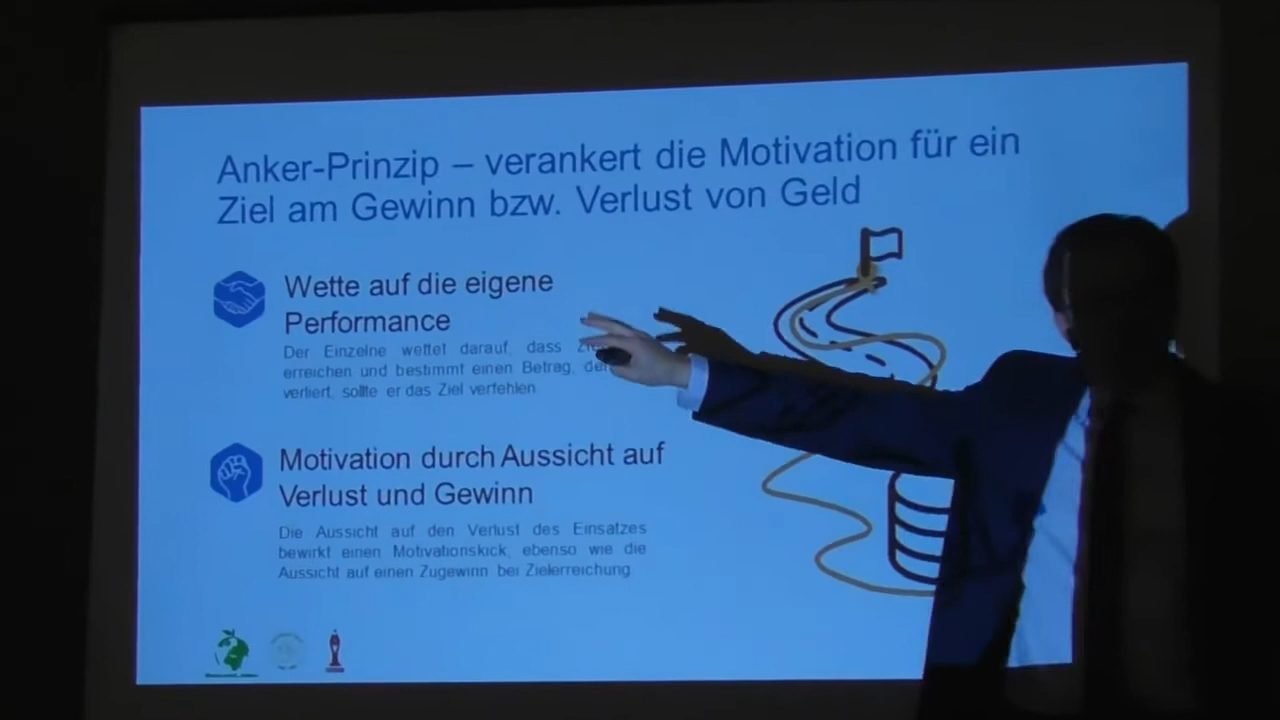 Anker-Prinzip – verankert die Motivation für ein
Ziel am Gewinn bzw. Verlust von Geld
Wette auf die eigene
Performance
Der Einzelne wettet darauf, dass
erreichen und bestimmt einen Betrag, den
verliert, sollte er das Ziel verfehlen
Motivation durch Aussicht auf
Verlust und Gewinn
Die Aussicht auf den Verlust des Einsatzes
bewirkt einen Motivationskick, ebenso wie die
Aussicht auf einen Zugewinn bei Zielerreichung